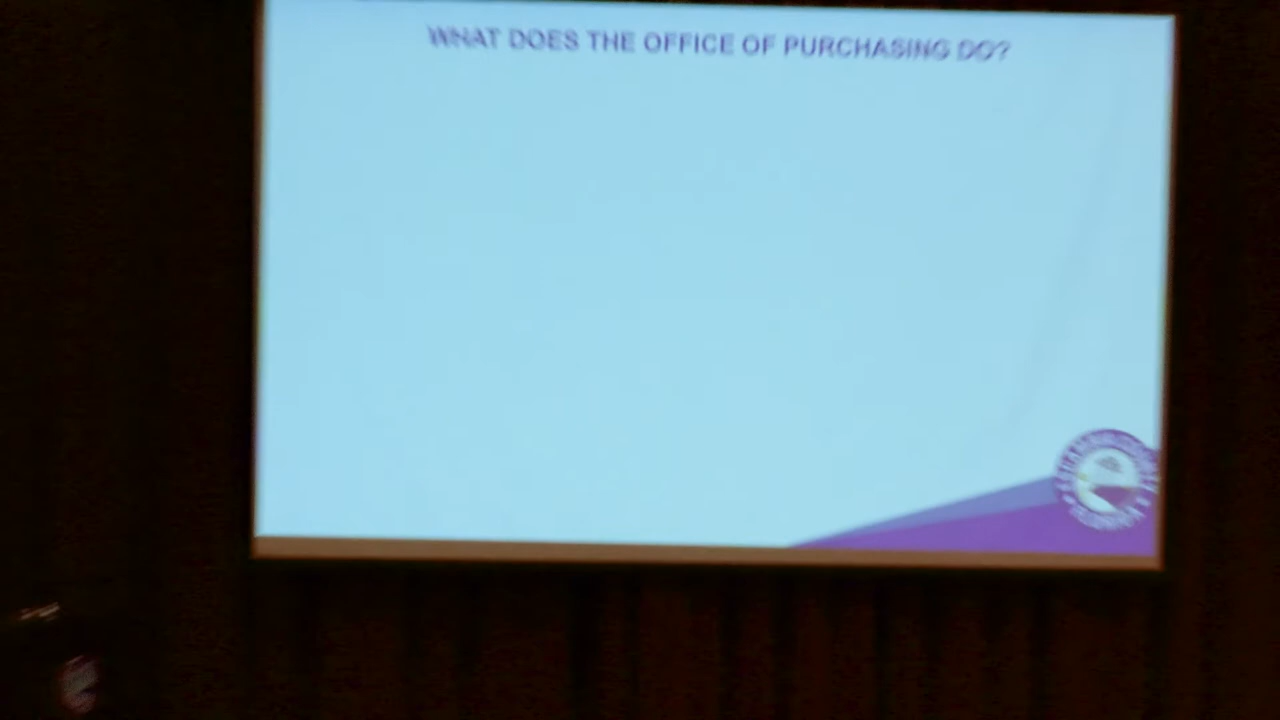 WHAT DOES THE OFFICE OF PURCHASING DO?